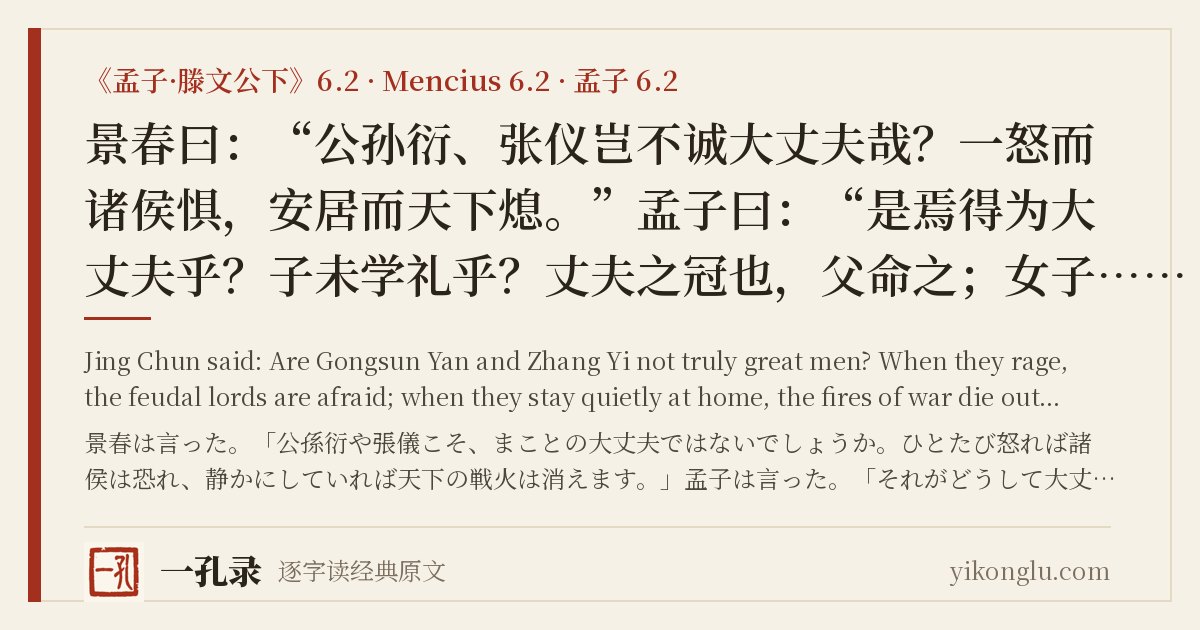 《孟子·滕文公下》6.2 · Mencius 6.2 · 孟子 6.2
景春曰：“公孙衍、张仪岂不诚大丈夫哉？一怒而
诸侯惧，安居而天下熄。”孟子曰：“是焉得为大
丈夫乎？子未学礼乎？丈夫之冠也，父命之；女子……
Jing Chun said: Are Gongsun Yan and Zhang Yi not truly great men? When they rage,
the feudal lords are afraid; when they stay quietly at home, the fires of war die out...
景春は言った。「公孫衍や張儀こそ、まことの大丈夫ではないでしょうか。ひとたび怒れば諸
侯は恐れ、静かにしていれば天下の戦火は消えます。」孟子は言った。「それがどうして大丈…
一孔
一孔录 逐字读经典原文
yikonglu.com